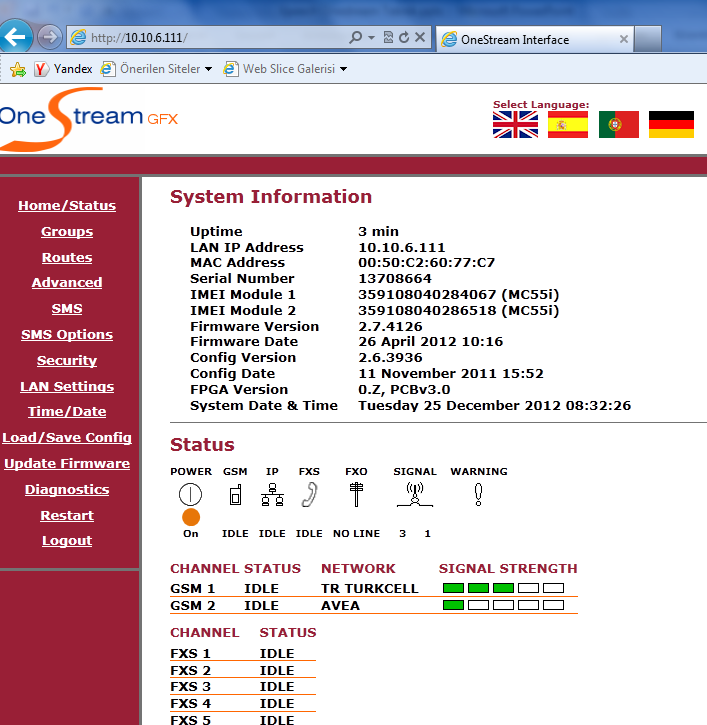 http://10.10.6.111/
OneStream Interface
Yandex Önerilen Siteler Web Slice Galerisi
OneStream GFX
Select Language:
Home/Status
Groups
Routes
Advanced
SMS
SMS Options
Security
LAN Settings
Time/Date
Load/Save Config
Update Firmware
Diagnostics
Restart
Logout
System Information
Uptime 3 min
LAN IP Address 10.10.6.111
MAC Address 00:50:C2:60:77:C7
Serial Number 13708664
IMEI Module 1 359108040284067 (MC55i)
IMEI Module 2 359108040286518 (MC55i)
Firmware Version 2.7.4126
Firmware Date 26 April 2012 10:16
Config Version 2.6.3936
Config Date 11 November 2011 15:52
FPGA Version 0.Z, PCBv3.0
System Date & Time Tuesday 25 December 2012 08:32:26
Status
POWER GSM IP FXS FXO SIGNAL WARNING
On IDLE IDLE IDLE NO LINE 3 1
CHANNEL STATUS NETWORK SIGNAL STRENGTH
GSM 1 IDLE TR TURKCELL
GSM 2 IDLE AVEA
CHANNEL STATUS
FXS 1 IDLE
FXS 2 IDLE
FXS 3 IDLE
FXS 4 IDLE
FXS 5 IDLE